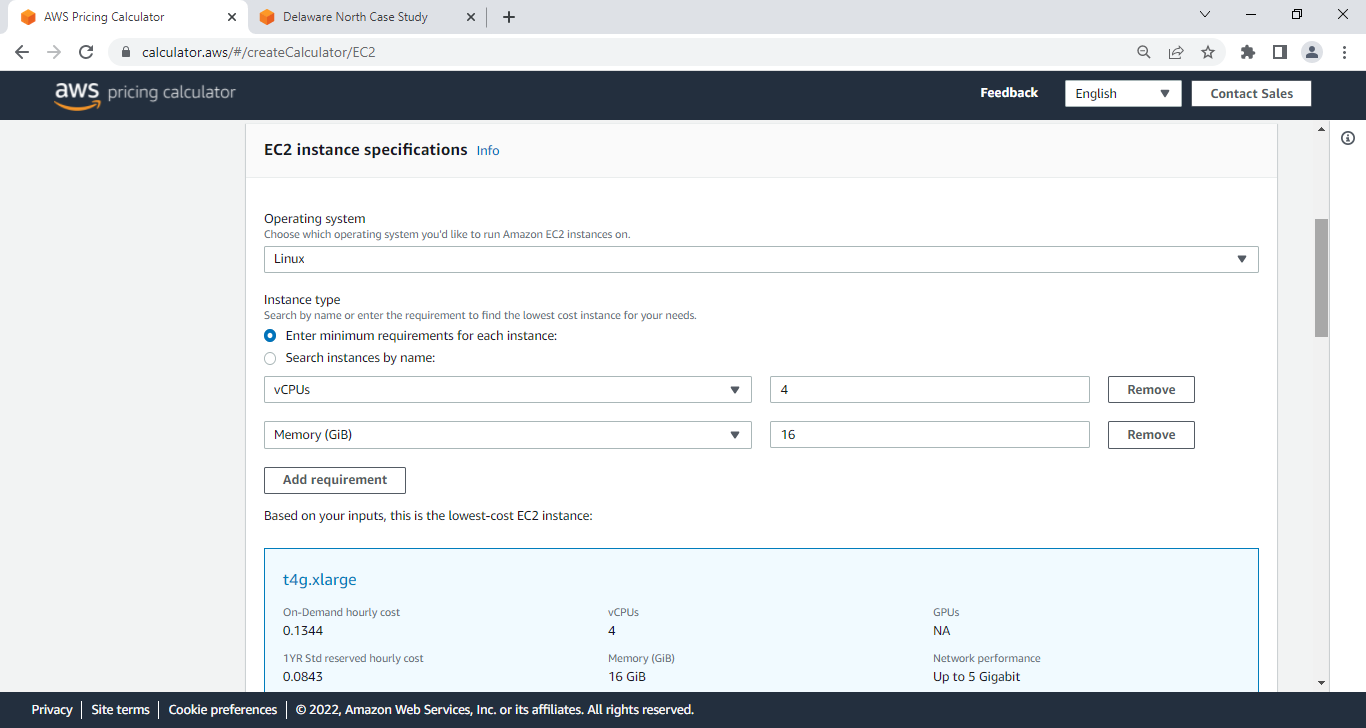 AWS Pricing Calculator
Delaware North Case Study
calculator.aws/#/createCalculator/EC2
aws pricing calculator
Feedback
English
Contact Sales
EC2 instance specifications Info
Operating system
Choose which operating system you'd like to run Amazon EC2 instances on.
Linux
Instance type
Search by name or enter the requirement to find the lowest cost instance for your needs.
Enter minimum requirements for each instance:
Search instances by name:
vCPUs 4 Remove
Memory (GiB) 16 Remove
Add requirement
Based on your inputs, this is the lowest-cost EC2 instance:
t4g.xlarge
On-Demand hourly cost vCPUs GPUs
0.1344 4 NA
1YR Std reserved hourly cost Memory (GiB) Network performance
0.0843 16 GiB Up to 5 Gigabit
Privacy | Site terms | Cookie preferences | © 2022, Amazon Web Services, Inc. or its affiliates. All rights reserved.